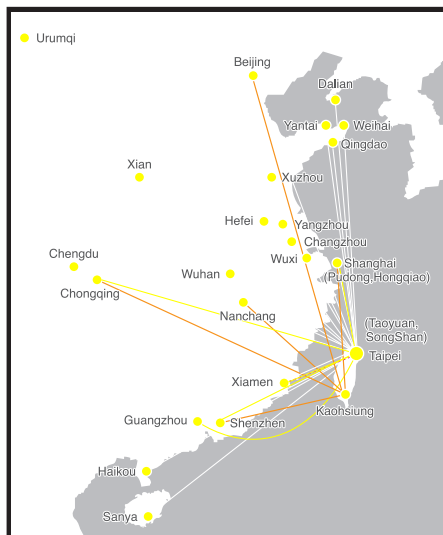 Urumqi
Beijing
Dalian
Yantai
Weihai
Qingdao
Xian
Xuzhou
Hefei
Yangzhou
Changzhou
Wuxi
Chengdu
Shanghai
(Pudong,Hongqiao)
Wuhan
Chongqing
Nanchang
(Taoyuan,
SongShan)
Taipei
Xiamen
Kaohsiung
Guangzhou
Shenzhen
Haikou
Sanya